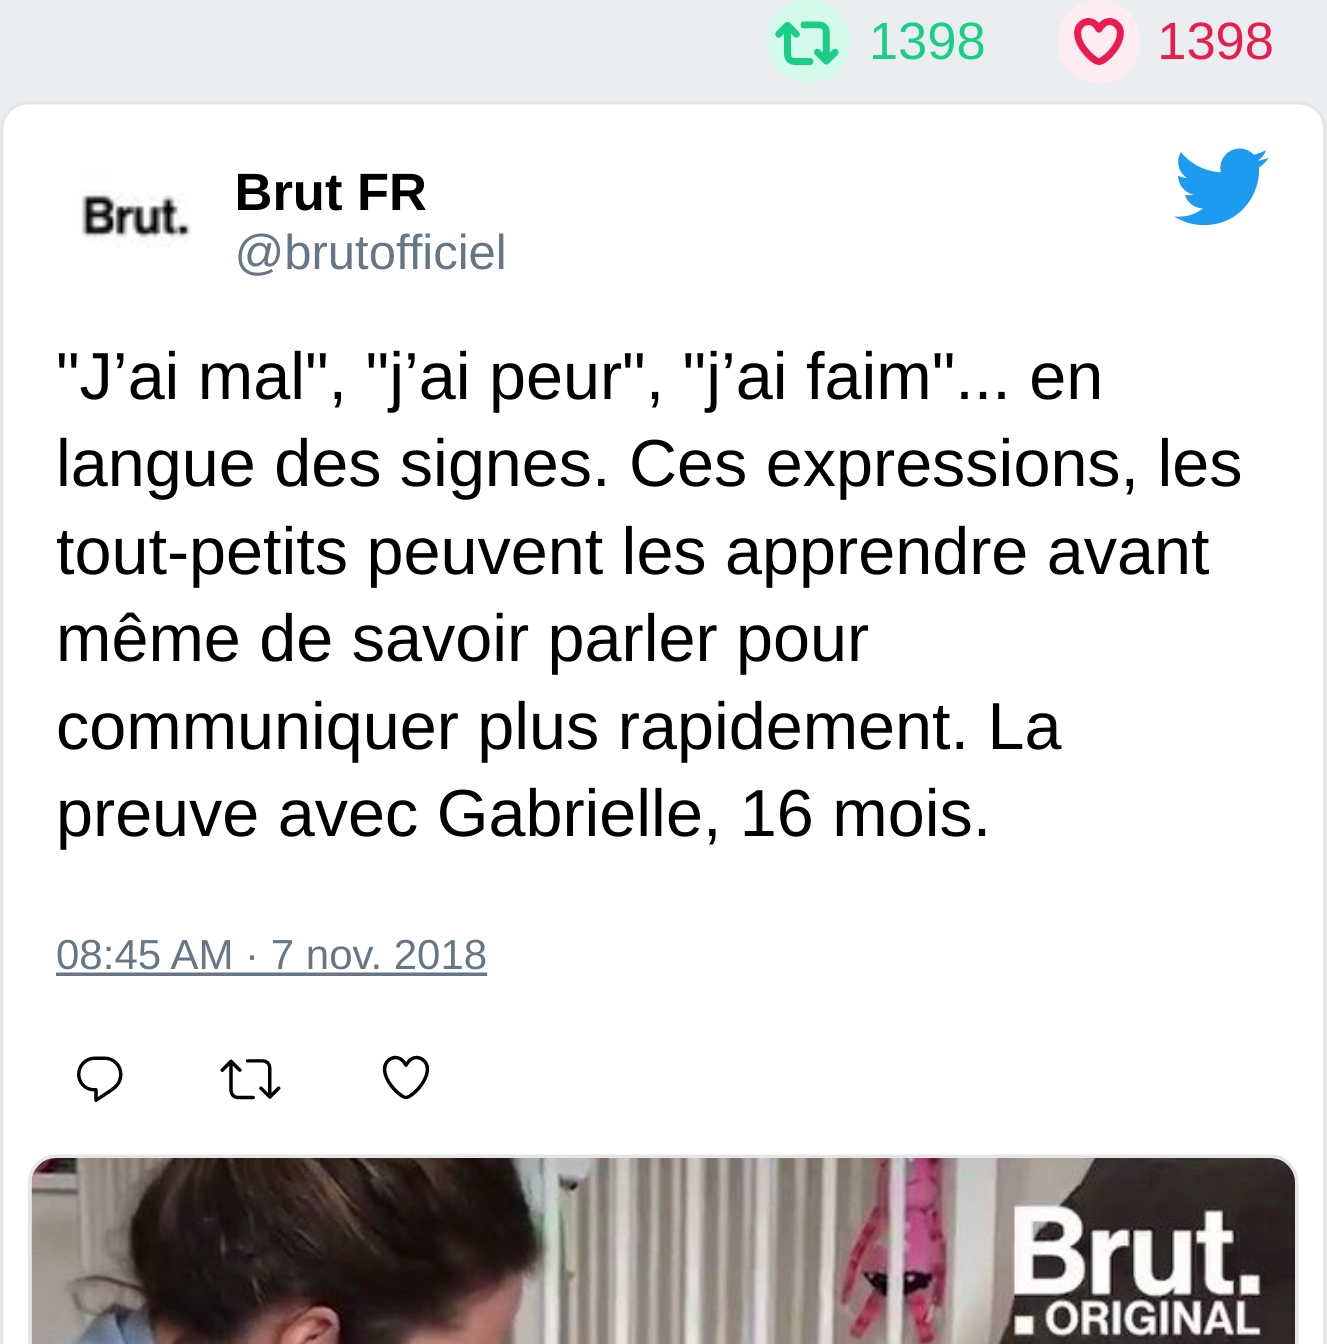 1398 1398
Brut.
Brut FR
@brutofficiel
"J’ai mal", "j’ai peur", "j’ai faim"... en
langue des signes. Ces expressions, les
tout-petits peuvent les apprendre avant
même de savoir parler pour
communiquer plus rapidement. La
preuve avec Gabrielle, 16 mois.
08:45 AM · 7 nov. 2018
Brut.
ORIGINAL